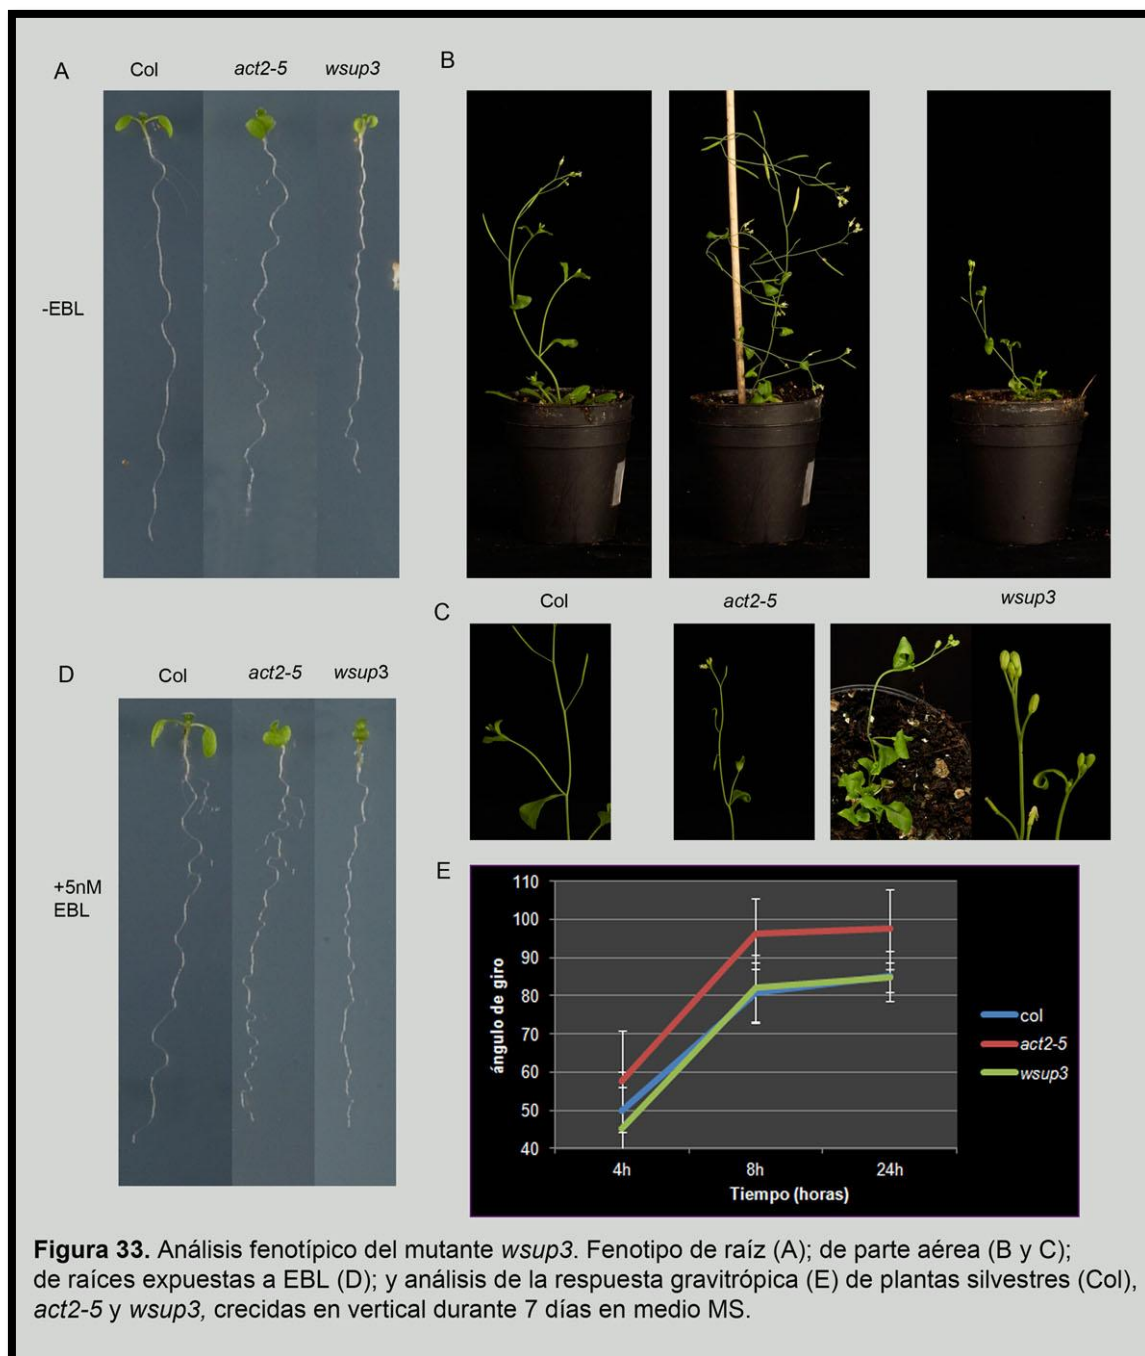 A
Col
act2-5
wsup3
-EBL
B
Col
act2-5
wsup3
C
D
Col
act2-5
wsup3
+5nM
EBL
E
110
100
90
80
70
60
50
40
ángulo de giro
4h
8h
24h
Tiempo (horas)
col
act2-5
wsup3
Figura 33. Análisis fenotípico del mutante wsup3. Fenotipo de raíz (A); de parte aérea (B y C);
de raíces expuestas a EBL (D); y análisis de la respuesta gravitrópica (E) de plantas silvestres (Col),
act2-5 y wsup3, crecidas en vertical durante 7 días en medio MS.